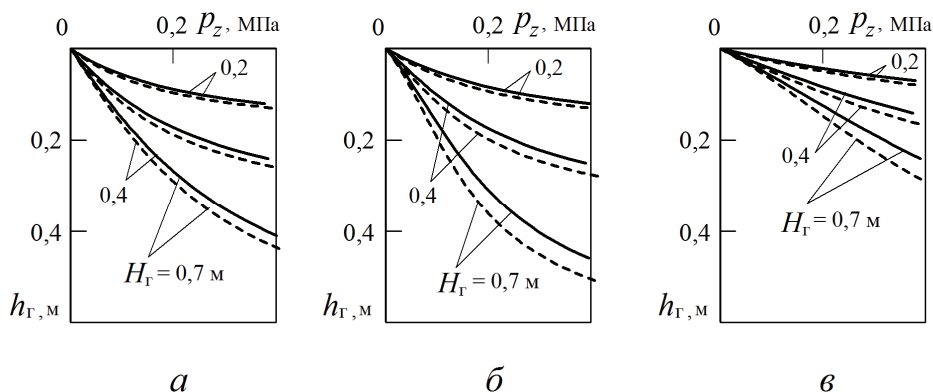 0 0,2 p_z, МПа
0,2
0,2
0,4
0,4
H_г = 0,7 м
h_г, м
а
0 0,2 p_z, МПа
0,2
0,2
0,4
0,4
H_г = 0,7 м
h_г, м
б
0 0,2 p_z, МПа
0,2
0,2
0,4
0,4
H_г = 0,7 м
h_г, м
в